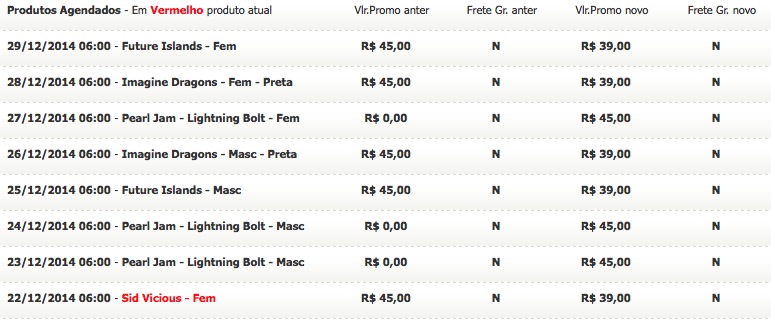 Produtos Agendados - Em Vermelho produto atual Vlr.Promo anter Frete Gr. anter Vlr.Promo novo Frete Gr. novo
29/12/2014 06:00 - Future Islands - Fem R$ 45,00 N R$ 39,00 N
28/12/2014 06:00 - Imagine Dragons - Fem - Preta R$ 45,00 N R$ 39,00 N
27/12/2014 06:00 - Pearl Jam - Lightning Bolt - Fem R$ 0,00 N R$ 45,00 N
26/12/2014 06:00 - Imagine Dragons - Masc - Preta R$ 45,00 N R$ 39,00 N
25/12/2014 06:00 - Future Islands - Masc R$ 45,00 N R$ 39,00 N
24/12/2014 06:00 - Pearl Jam - Lightning Bolt - Masc R$ 0,00 N R$ 45,00 N
23/12/2014 06:00 - Pearl Jam - Lightning Bolt - Masc R$ 0,00 N R$ 45,00 N
22/12/2014 06:00 - Sid Vicious - Fem R$ 45,00 N R$ 39,00 N